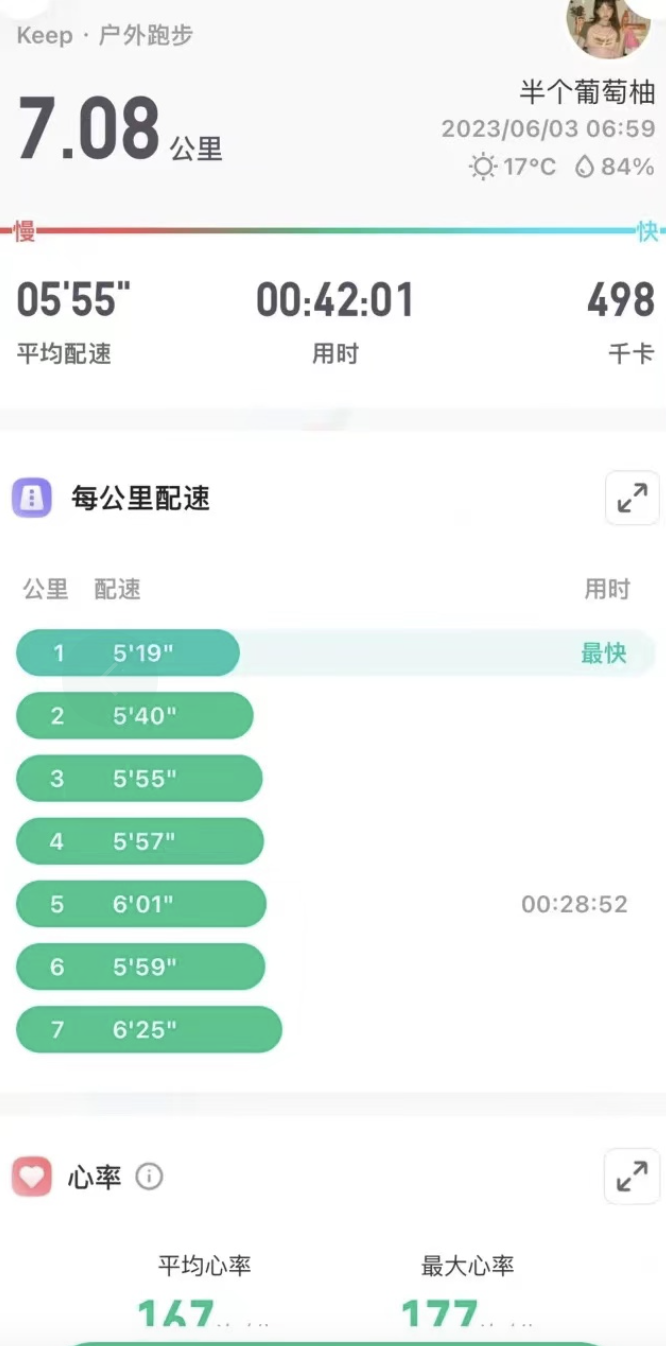 Keep · 户外跑步
7.08 公里
半个葡萄柚
2023/06/03 06:59
17°C 84%
慢 快
05'55" 00:42:01 498
平均配速 用时 千卡
每公里配速
公里 配速 用时
1 5'19" 最快
2 5'40"
3 5'55"
4 5'57"
5 6'01" 00:28:52
6 5'59"
7 6'25"
心率
平均心率 最大心率
167 177